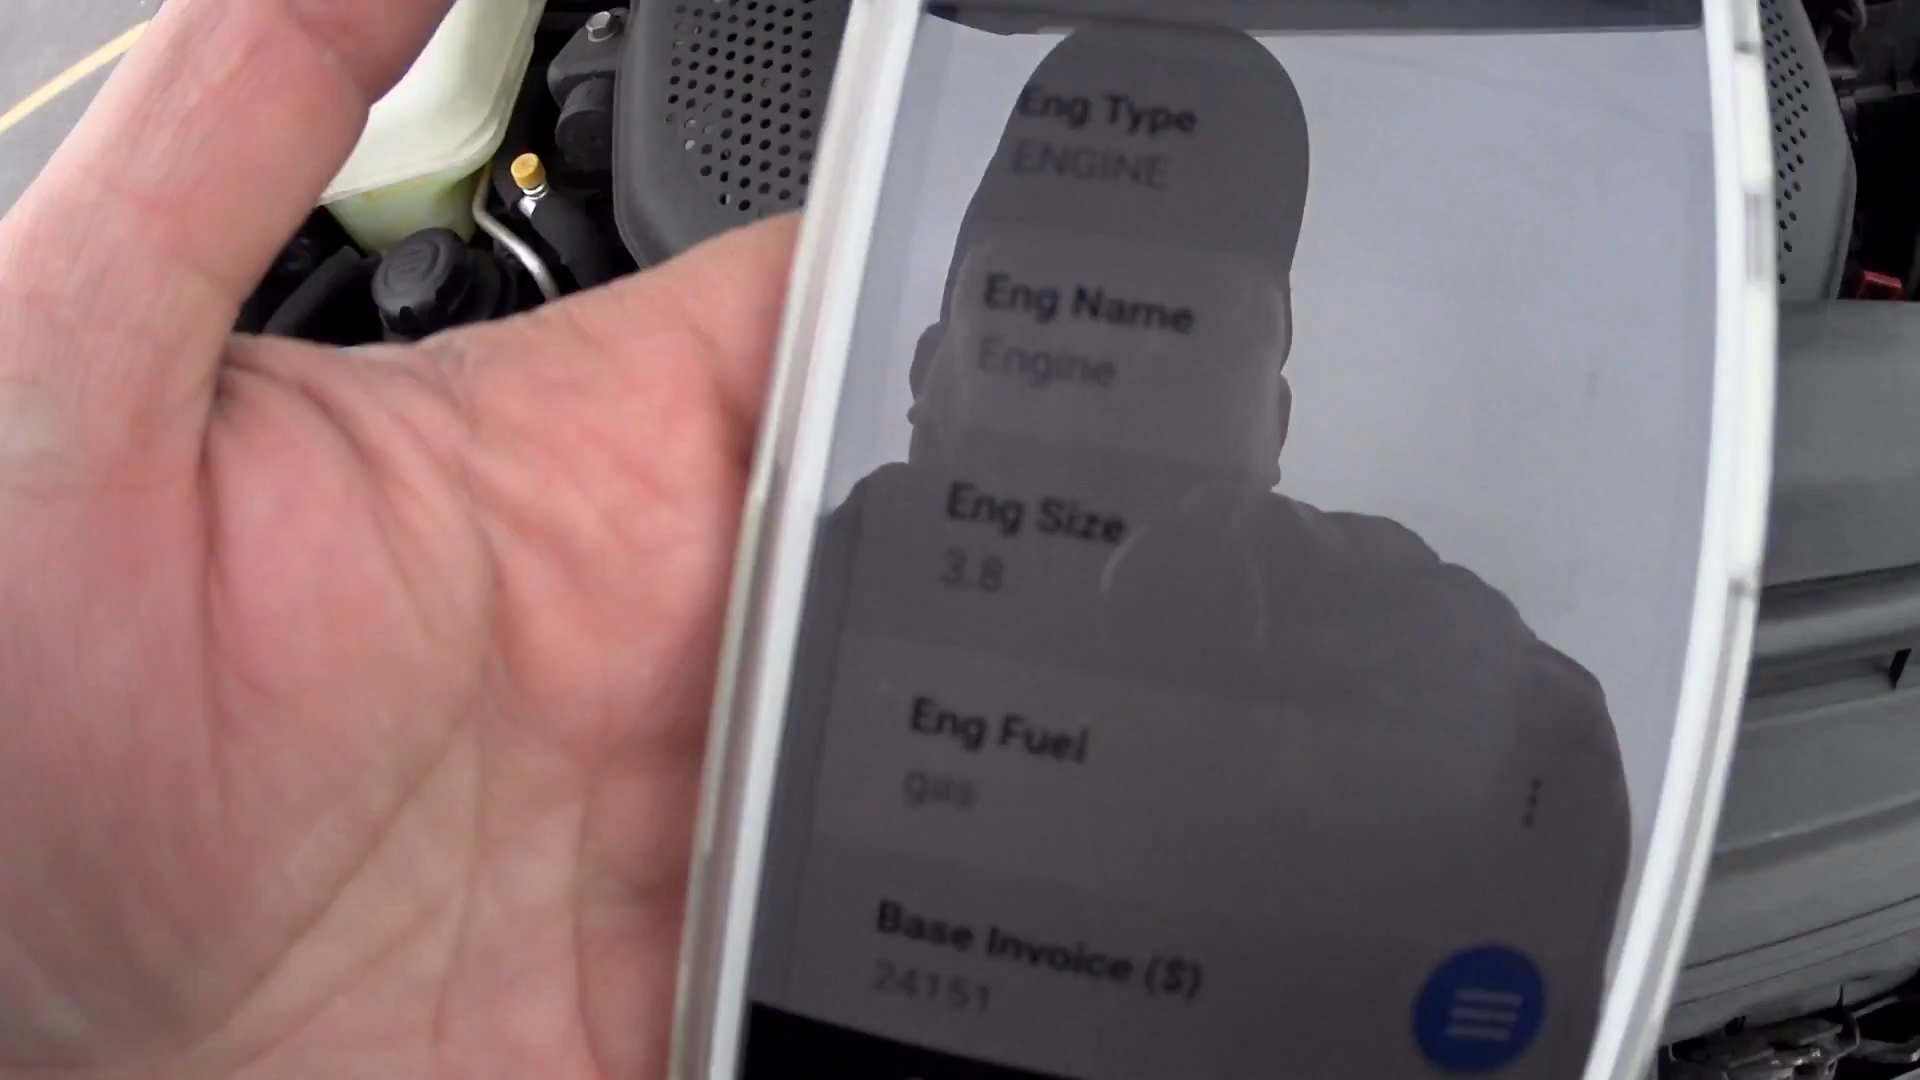 Eng Type
ENGINE
Eng Name
Engine
Eng Size
3.8
Eng Fuel
gas
Base Invoice ($)
24151